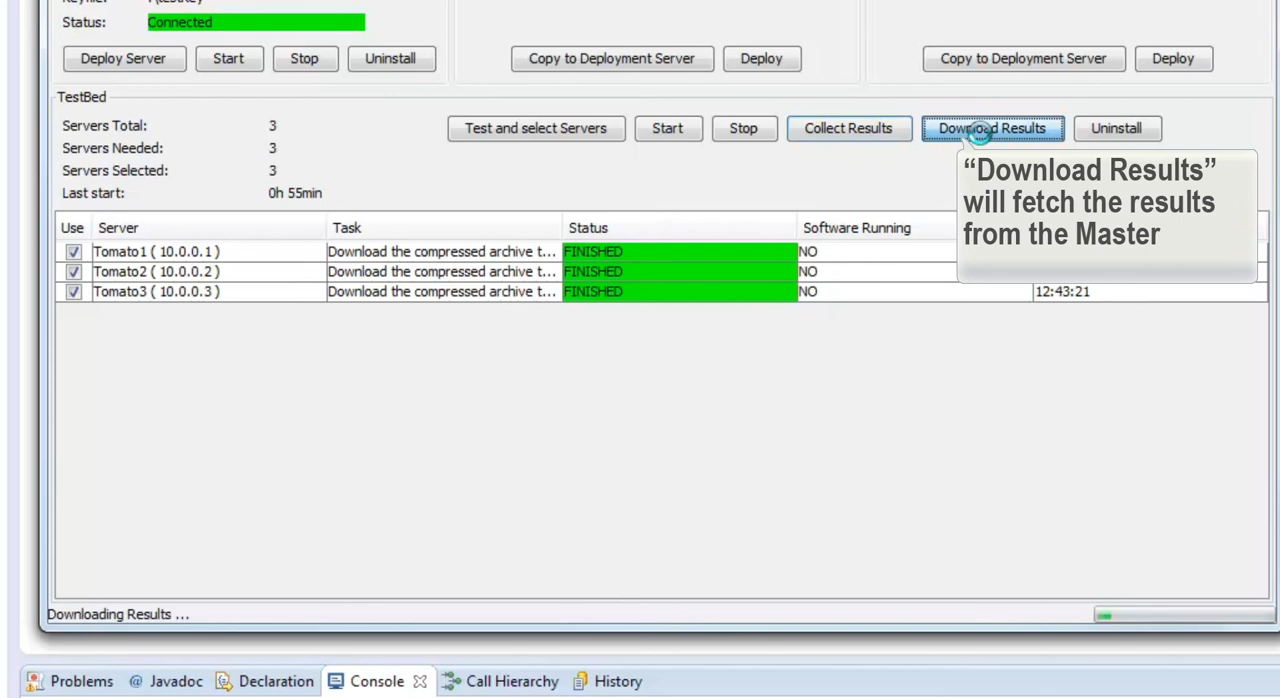 Status: Connected
Deploy Server Start Stop Uninstall Copy to Deployment Server Deploy Copy to Deployment Server Deploy
TestBed
Servers Total: 3
Test and select Servers Start Stop Collect Results Download Results Uninstall
Servers Needed: 3
Servers Selected: 3
Last start: 0h 55min
“Download Results”
will fetch the results
from the Master
Use Server Task Status Software Running
Tomato1 ( 10.0.0.1 ) Download the compressed archive t... FINISHED NO
Tomato2 ( 10.0.0.2 ) Download the compressed archive t... FINISHED NO
Tomato3 ( 10.0.0.3 ) Download the compressed archive t... FINISHED NO 12:43:21
Downloading Results ...
Problems @ Javadoc Declaration Console Call Hierarchy History